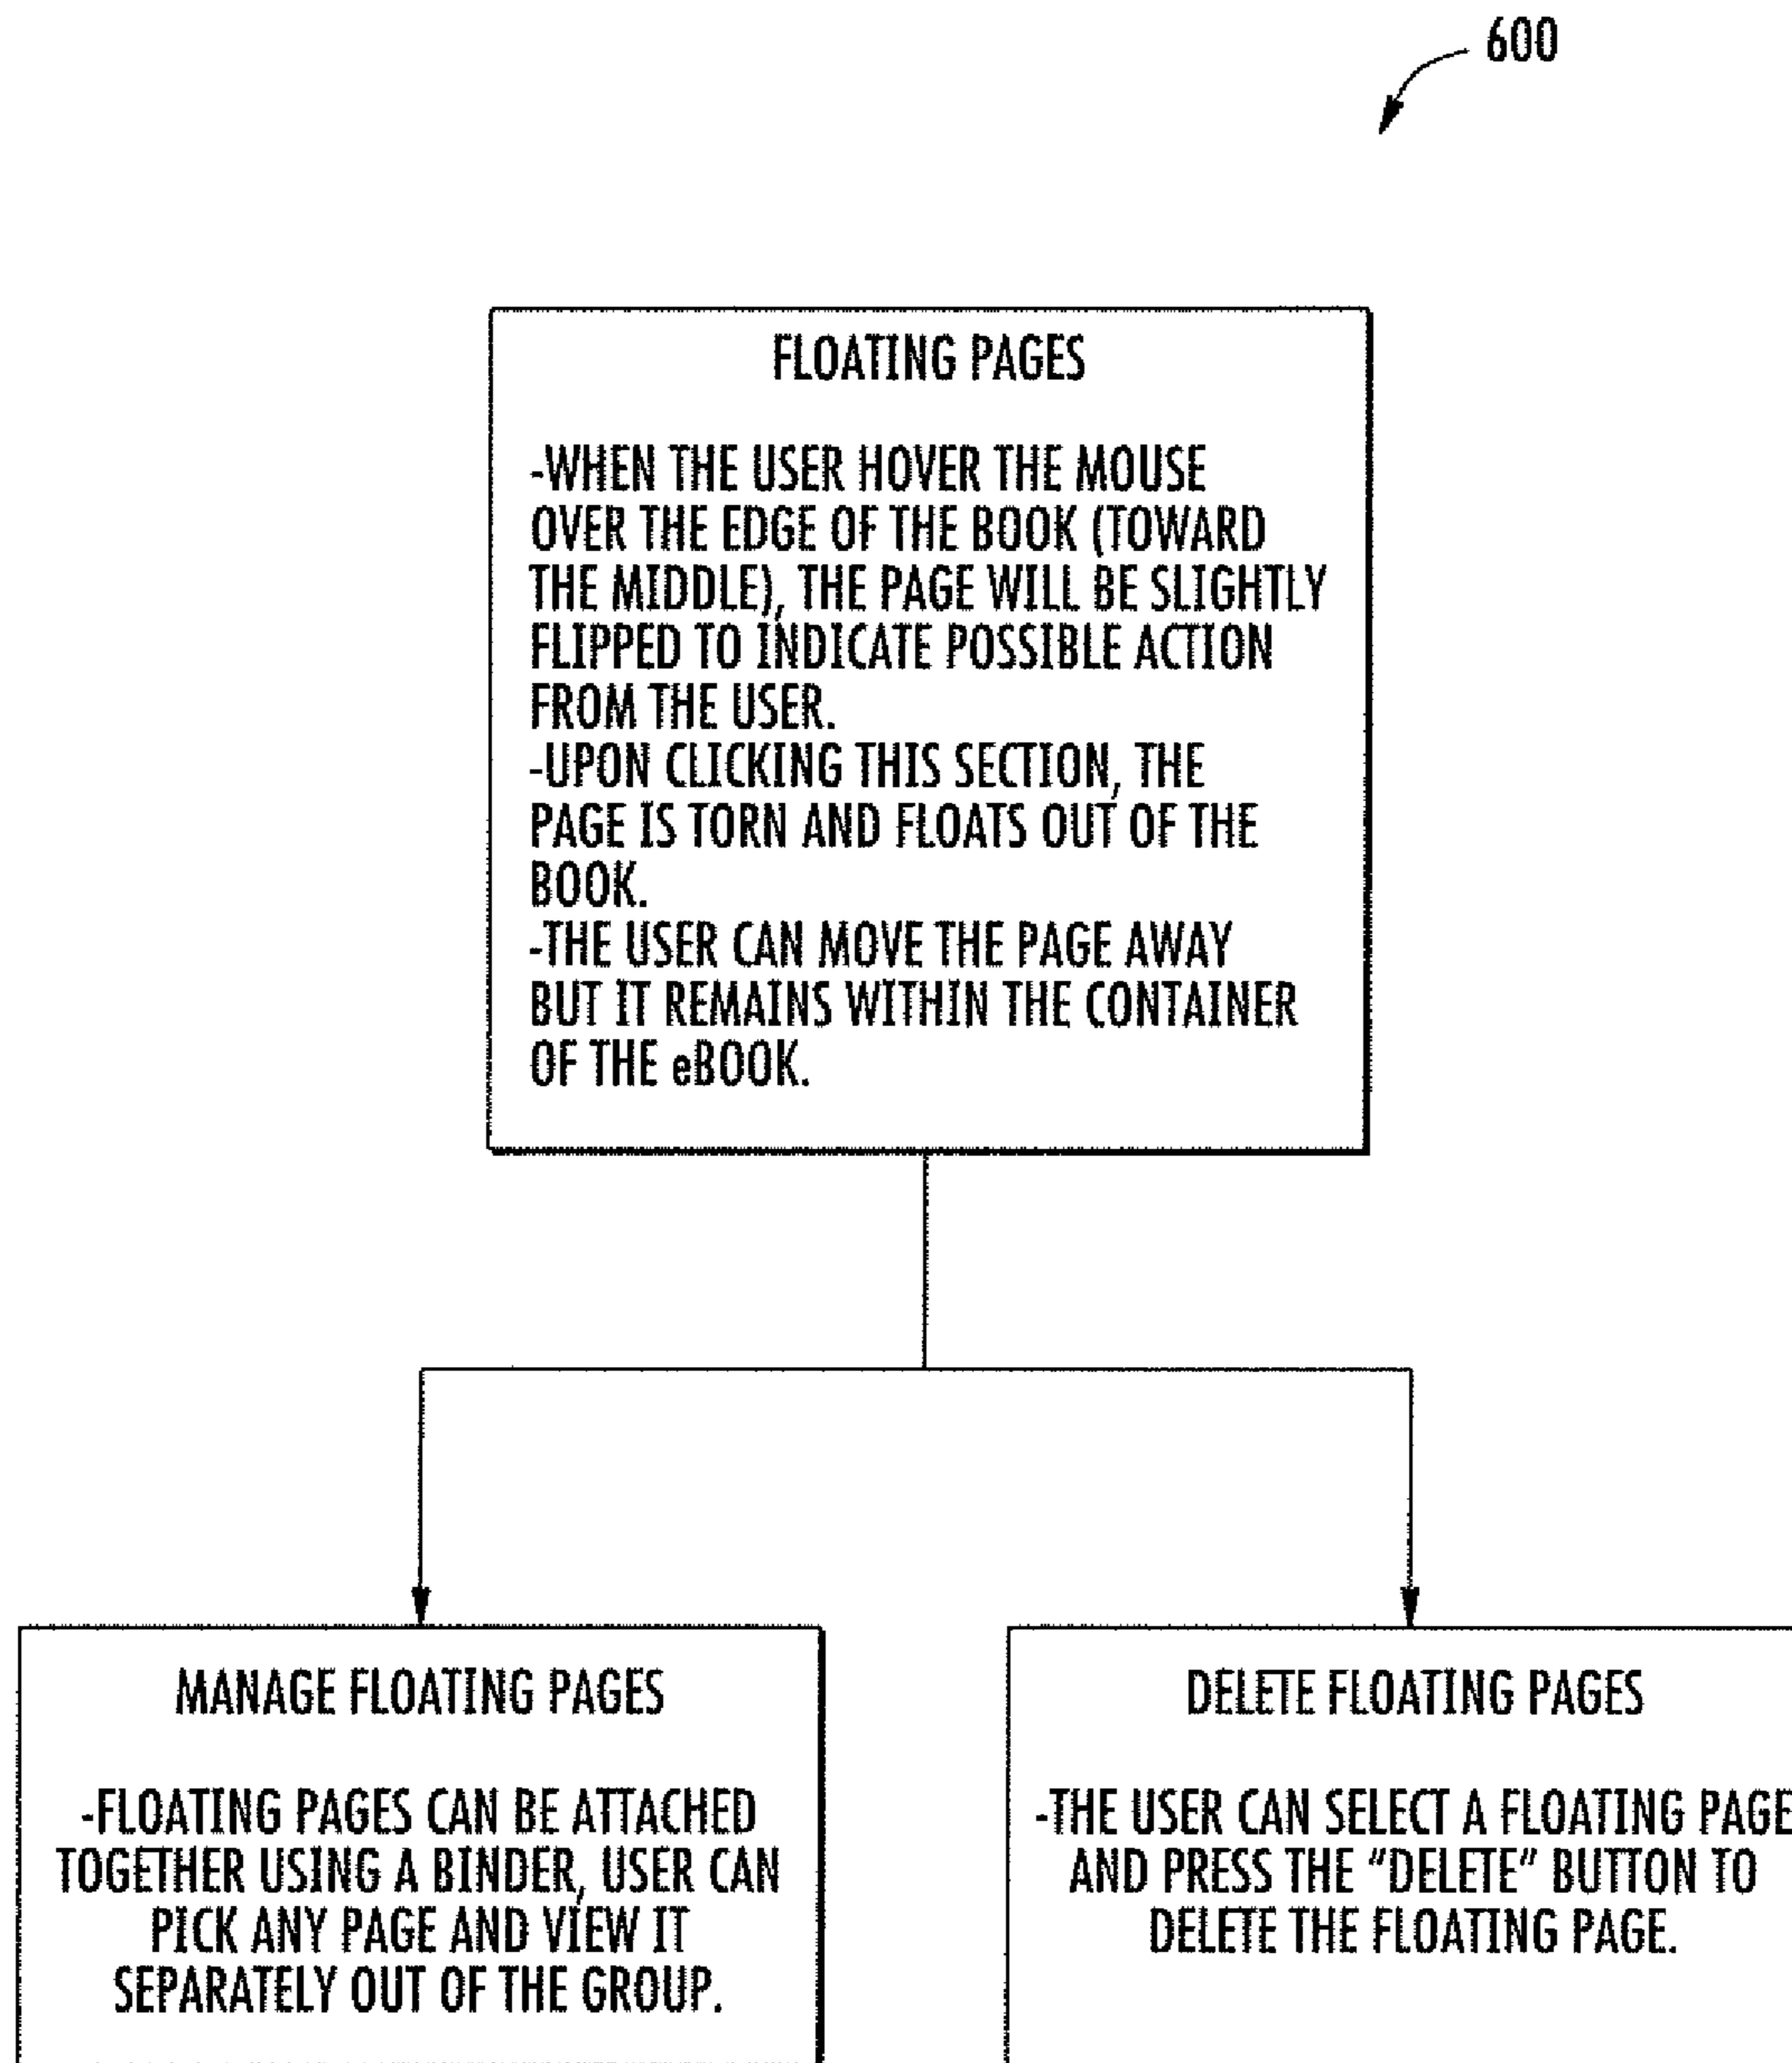 600
FLOATING PAGES
-WHEN THE USER HOVER THE MOUSE
OVER THE EDGE OF THE BOOK (TOWARD
THE MIDDLE), THE PAGE WILL BE SLIGHTLY
FLIPPED TO INDICATE POSSIBLE ACTION
FROM THE USER.
-UPON CLICKING THIS SECTION, THE
PAGE IS TORN AND FLOATS OUT OF THE
BOOK.
-THE USER CAN MOVE THE PAGE AWAY
BUT IT REMAINS WITHIN THE CONTAINER
OF THE eBOOK.
MANAGE FLOATING PAGES
-FLOATING PAGES CAN BE ATTACHED
TOGETHER USING A BINDER, USER CAN
PICK ANY PAGE AND VIEW IT
SEPARATELY OUT OF THE GROUP.
DELETE FLOATING PAGES
-THE USER CAN SELECT A FLOATING PAGE
AND PRESS THE “DELETE” BUTTON TO
DELETE THE FLOATING PAGE.